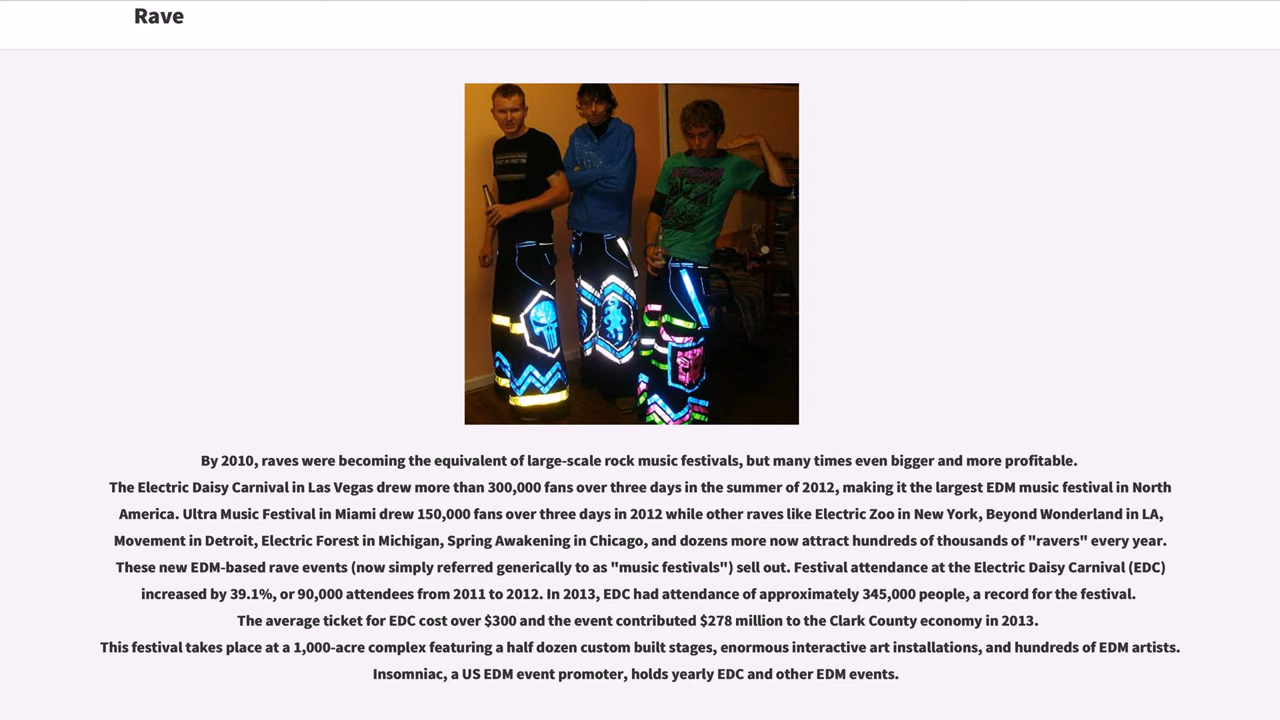 Rave
By 2010, raves were becoming the equivalent of large-scale rock music festivals, but many times even bigger and more profitable.
The Electric Daisy Carnival in Las Vegas drew more than 300,000 fans over three days in the summer of 2012, making it the largest EDM music festival in North
America. Ultra Music Festival in Miami drew 150,000 fans over three days in 2012 while other raves like Electric Zoo in New York, Beyond Wonderland in LA,
Movement in Detroit, Electric Forest in Michigan, Spring Awakening in Chicago, and dozens more now attract hundreds of thousands of "ravers" every year.
These new EDM-based rave events (now simply referred generically to as "music festivals") sell out. Festival attendance at the Electric Daisy Carnival (EDC)
increased by 39.1%, or 90,000 attendees from 2011 to 2012. In 2013, EDC had attendance of approximately 345,000 people, a record for the festival.
The average ticket for EDC cost over $300 and the event contributed $278 million to the Clark County economy in 2013.
This festival takes place at a 1,000-acre complex featuring a half dozen custom built stages, enormous interactive art installations, and hundreds of EDM artists.
Insomniac, a US EDM event promoter, holds yearly EDC and other EDM events.